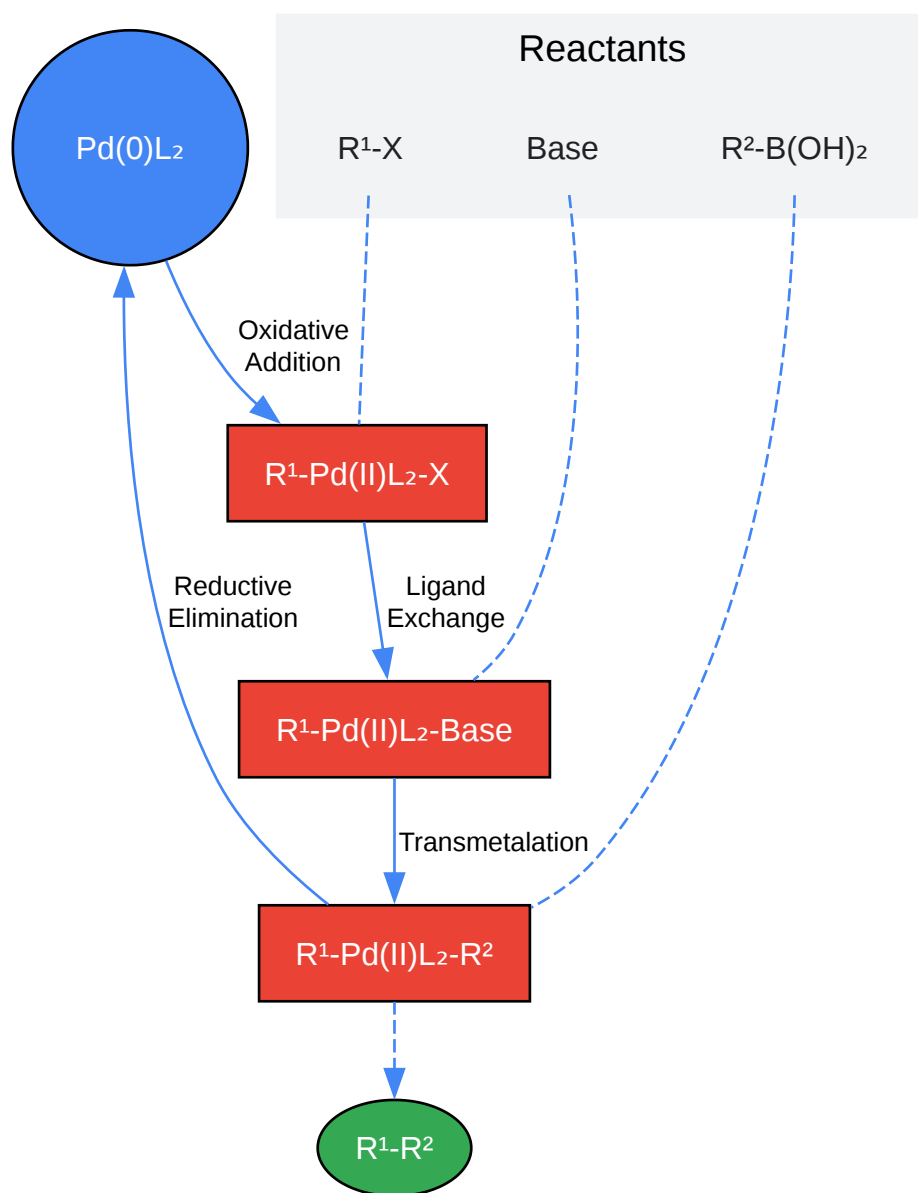 Reactants
Pd(0)L₂
R¹-X
Base
R²-B(OH)₂
Oxidative
Addition
R¹-Pd(II)L₂-X
Reductive
Elimination
Ligand
Exchange
R¹-Pd(II)L₂-Base
Transmetalation
R¹-Pd(II)L₂-R²
R¹-R²